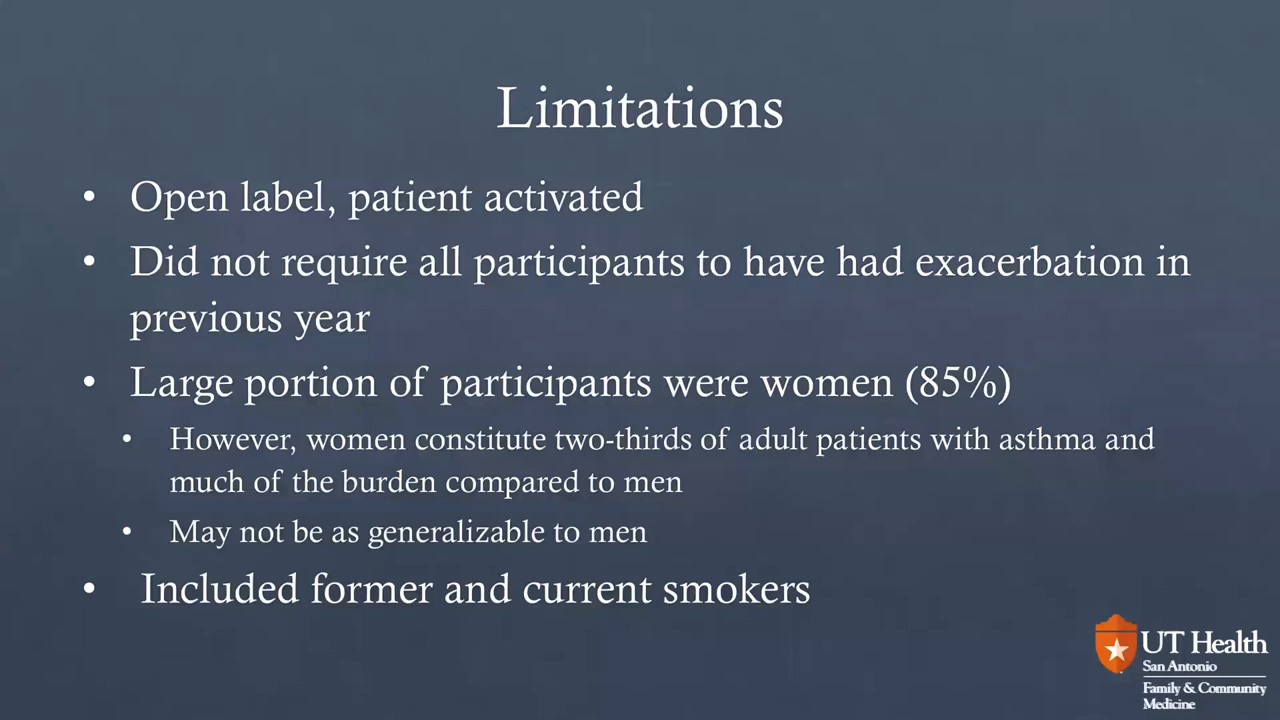 Limitations
• Open label, patient activated
• Did not require all participants to have had exacerbation in
previous year
• Large portion of participants were women (85%)
• However, women constitute two-thirds of adult patients with asthma and
much of the burden compared to men
• May not be as generalizable to men
• Included former and current smokers
UT Health
San Antonio
Family & Community
Medicine